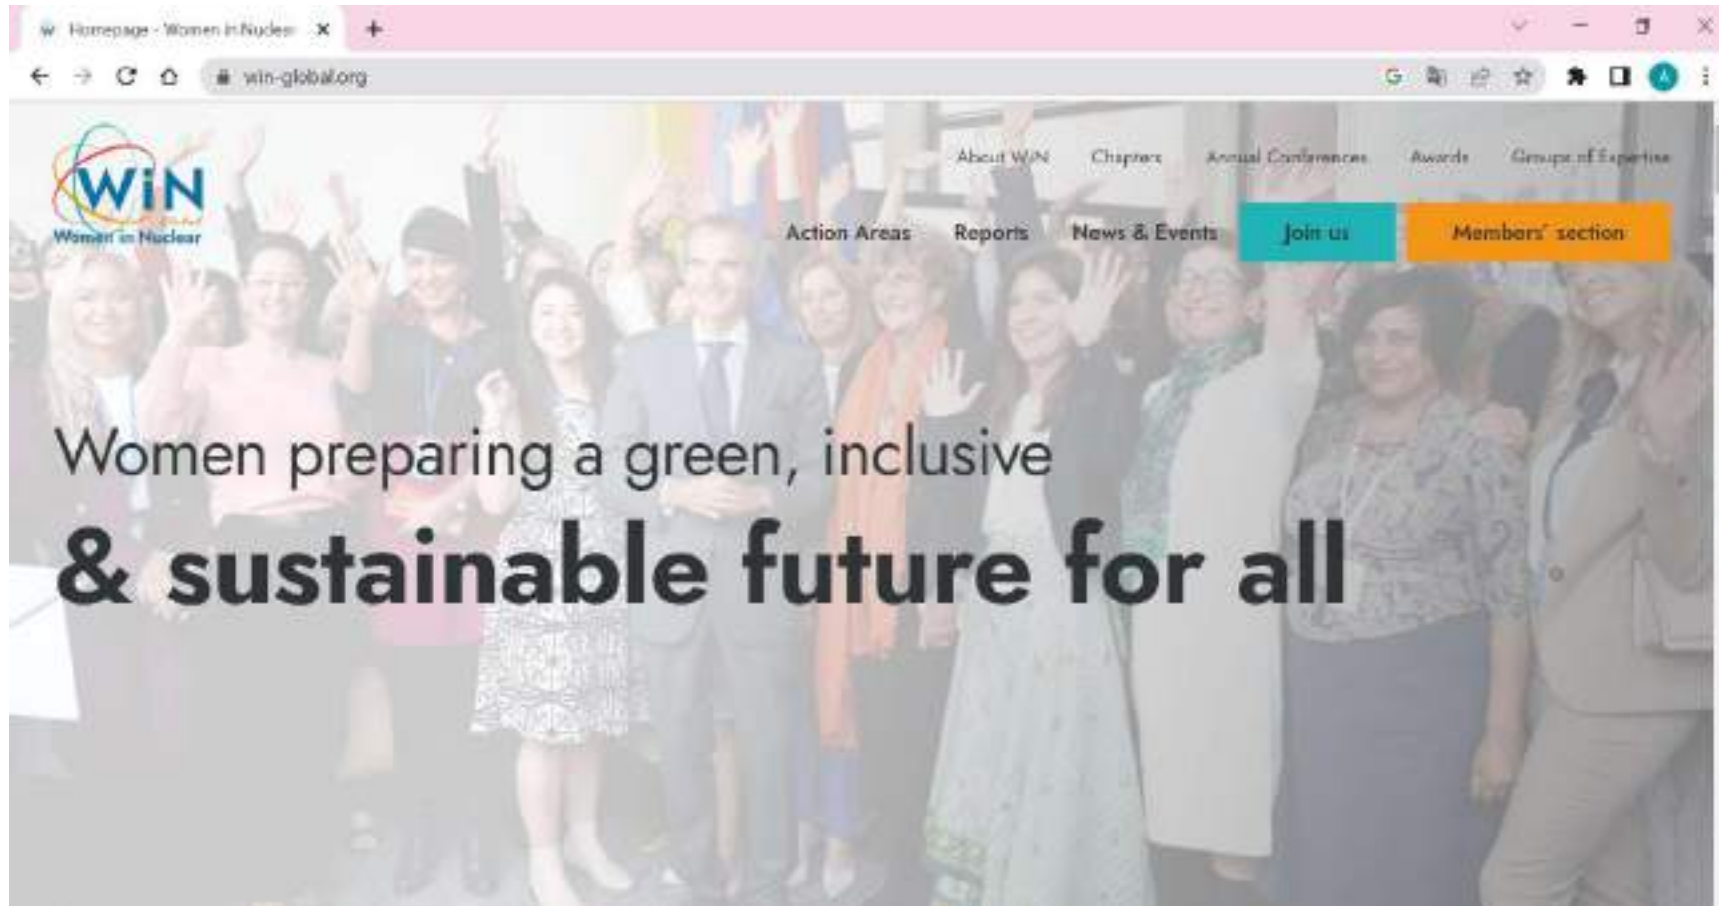 Homepage - Women in Nuclear
win-global.org
WiN
Women in Nuclear
About WiN Chapters Annual Conferences Awards Groups of Expertise
Action Areas Reports News & Events Join us Members' section
Women preparing a green, inclusive
& sustainable future for all